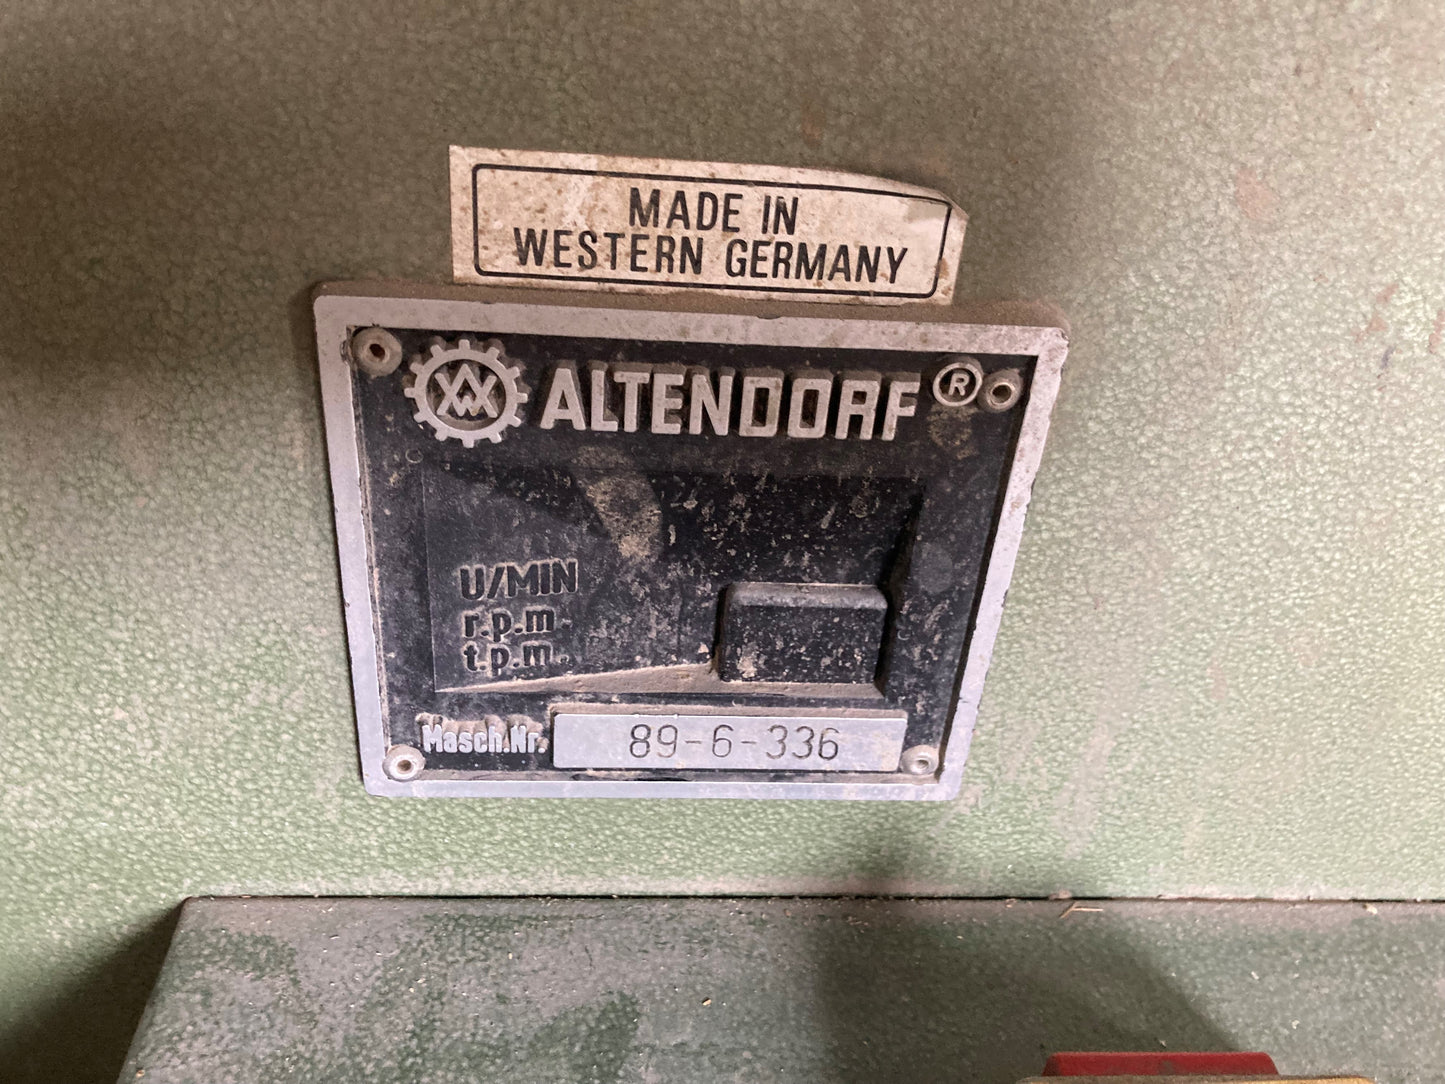 MADE IN
WESTERN GERMANY
ALTENDORF ®
U/MIN
r.p.m.
t.p.m.
Masch.Nr. 89-6-336